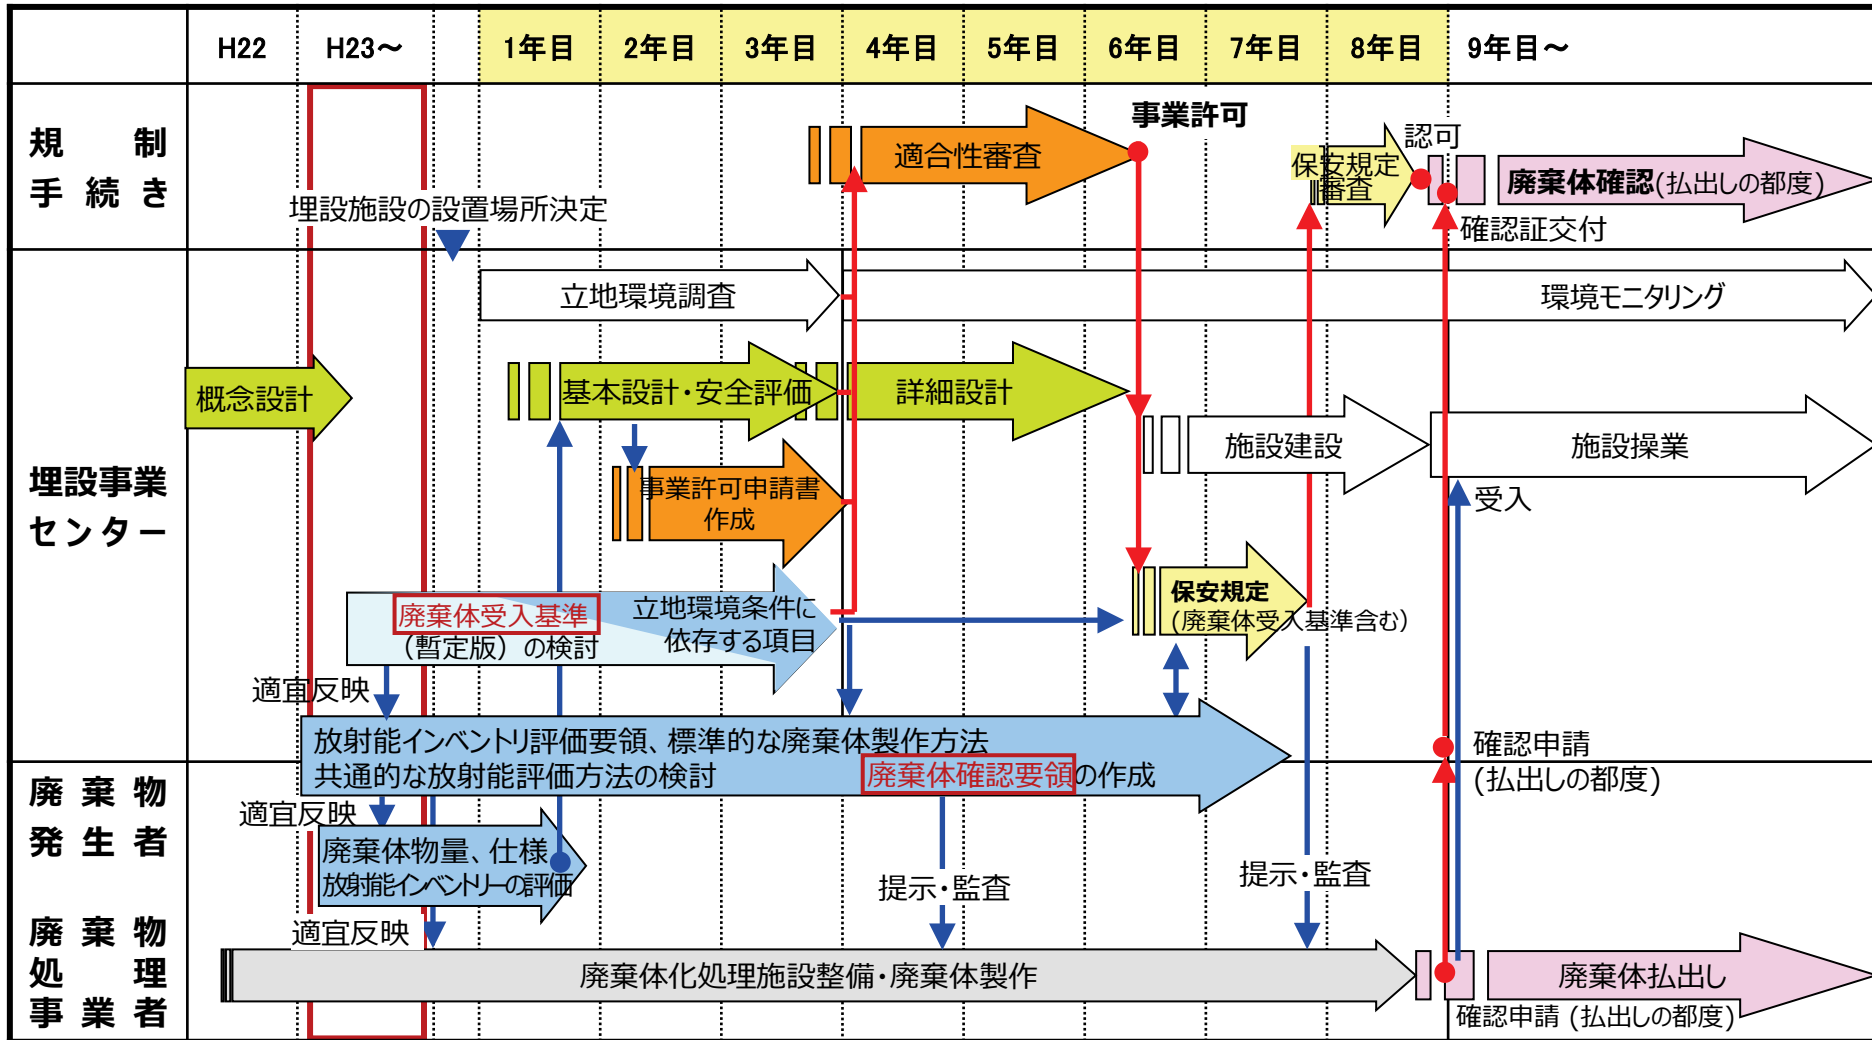 H22
H23～
1年目
2年目
3年目
4年目
5年目
6年目
7年目
8年目
9年目～
規制
手続き
適合性審査
事業許可
保安規定
審査
認可
廃棄体確認(払出しの都度)
確認証交付
埋設施設の設置場所決定
埋設事業
センター
立地環境調査
環境モニタリング
概念設計
基本設計・安全評価
詳細設計
施設建設
施設操業
事業許可申請書
作成
受入
廃棄体受入基準
（暫定版）の検討
立地環境条件に
依存する項目
保安規定
（廃棄体受入基準含む）
適宜反映
放射能インベントリ評価要領、標準的な廃棄体製作方法
共通的な放射能評価方法の検討
廃棄体確認要領の作成
確認申請
(払出しの都度)
廃棄物
発生者
適宜反映
廃棄体物量、仕様
放射能インベントリーの評価
提示・監査
提示・監査
廃棄物
処理
事業者
適宜反映
廃棄体化処理施設整備・廃棄体製作
廃棄体払出し
確認申請 (払出しの都度)